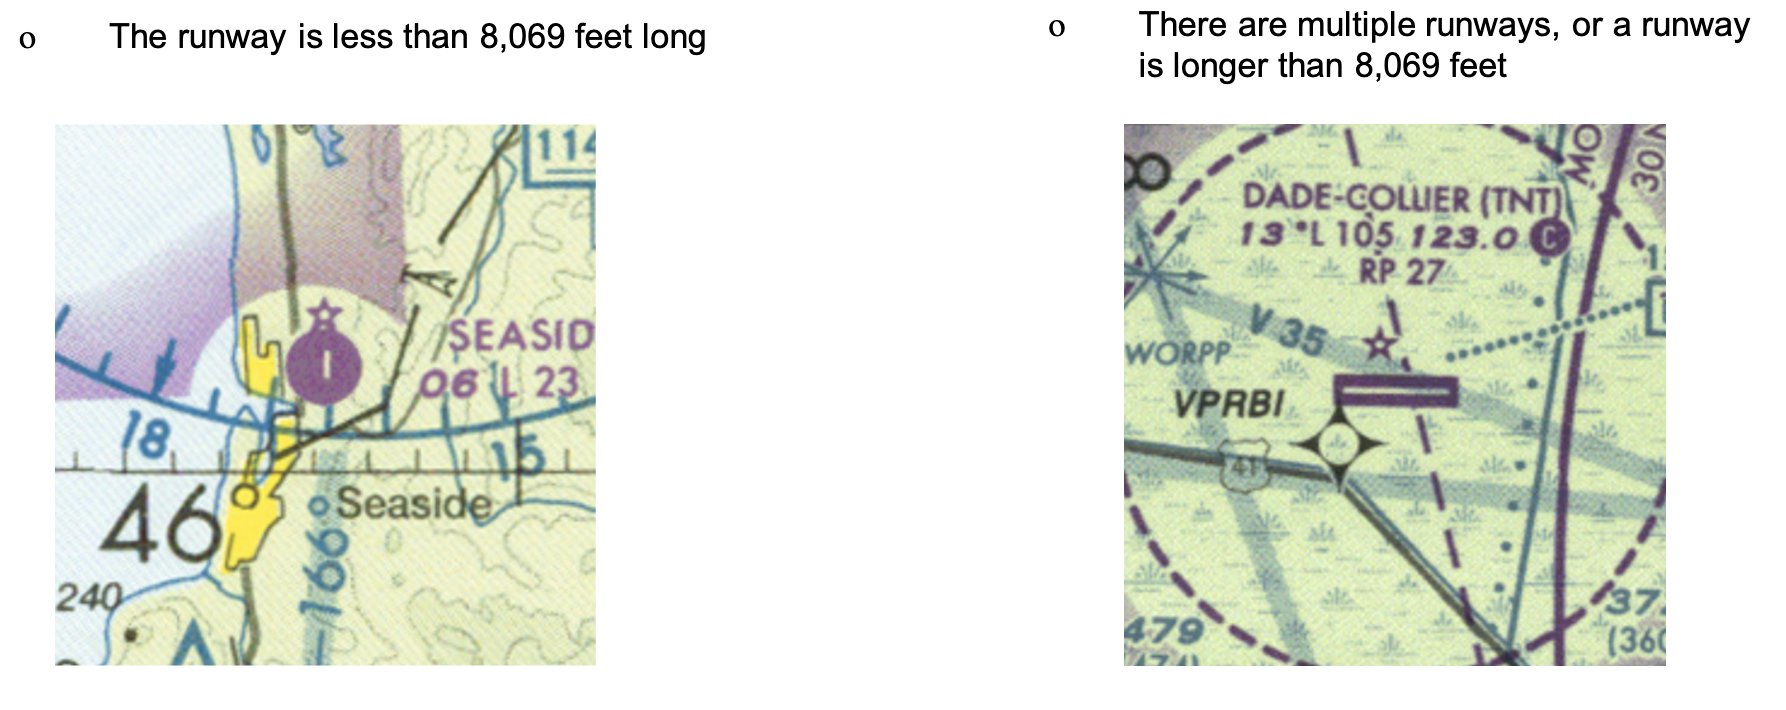 o The runway is less than 8,069 feet long
o There are multiple runways, or a runway
is longer than 8,069 feet
114
SEASID
06 L 23
18
15
46
Seaside
166°
240
DADE-COLLIER (TNT)
13 *L 105 123.0 C
RP 27
MO
30
V 35
WORPP
VPRBI
41
479
37
(360